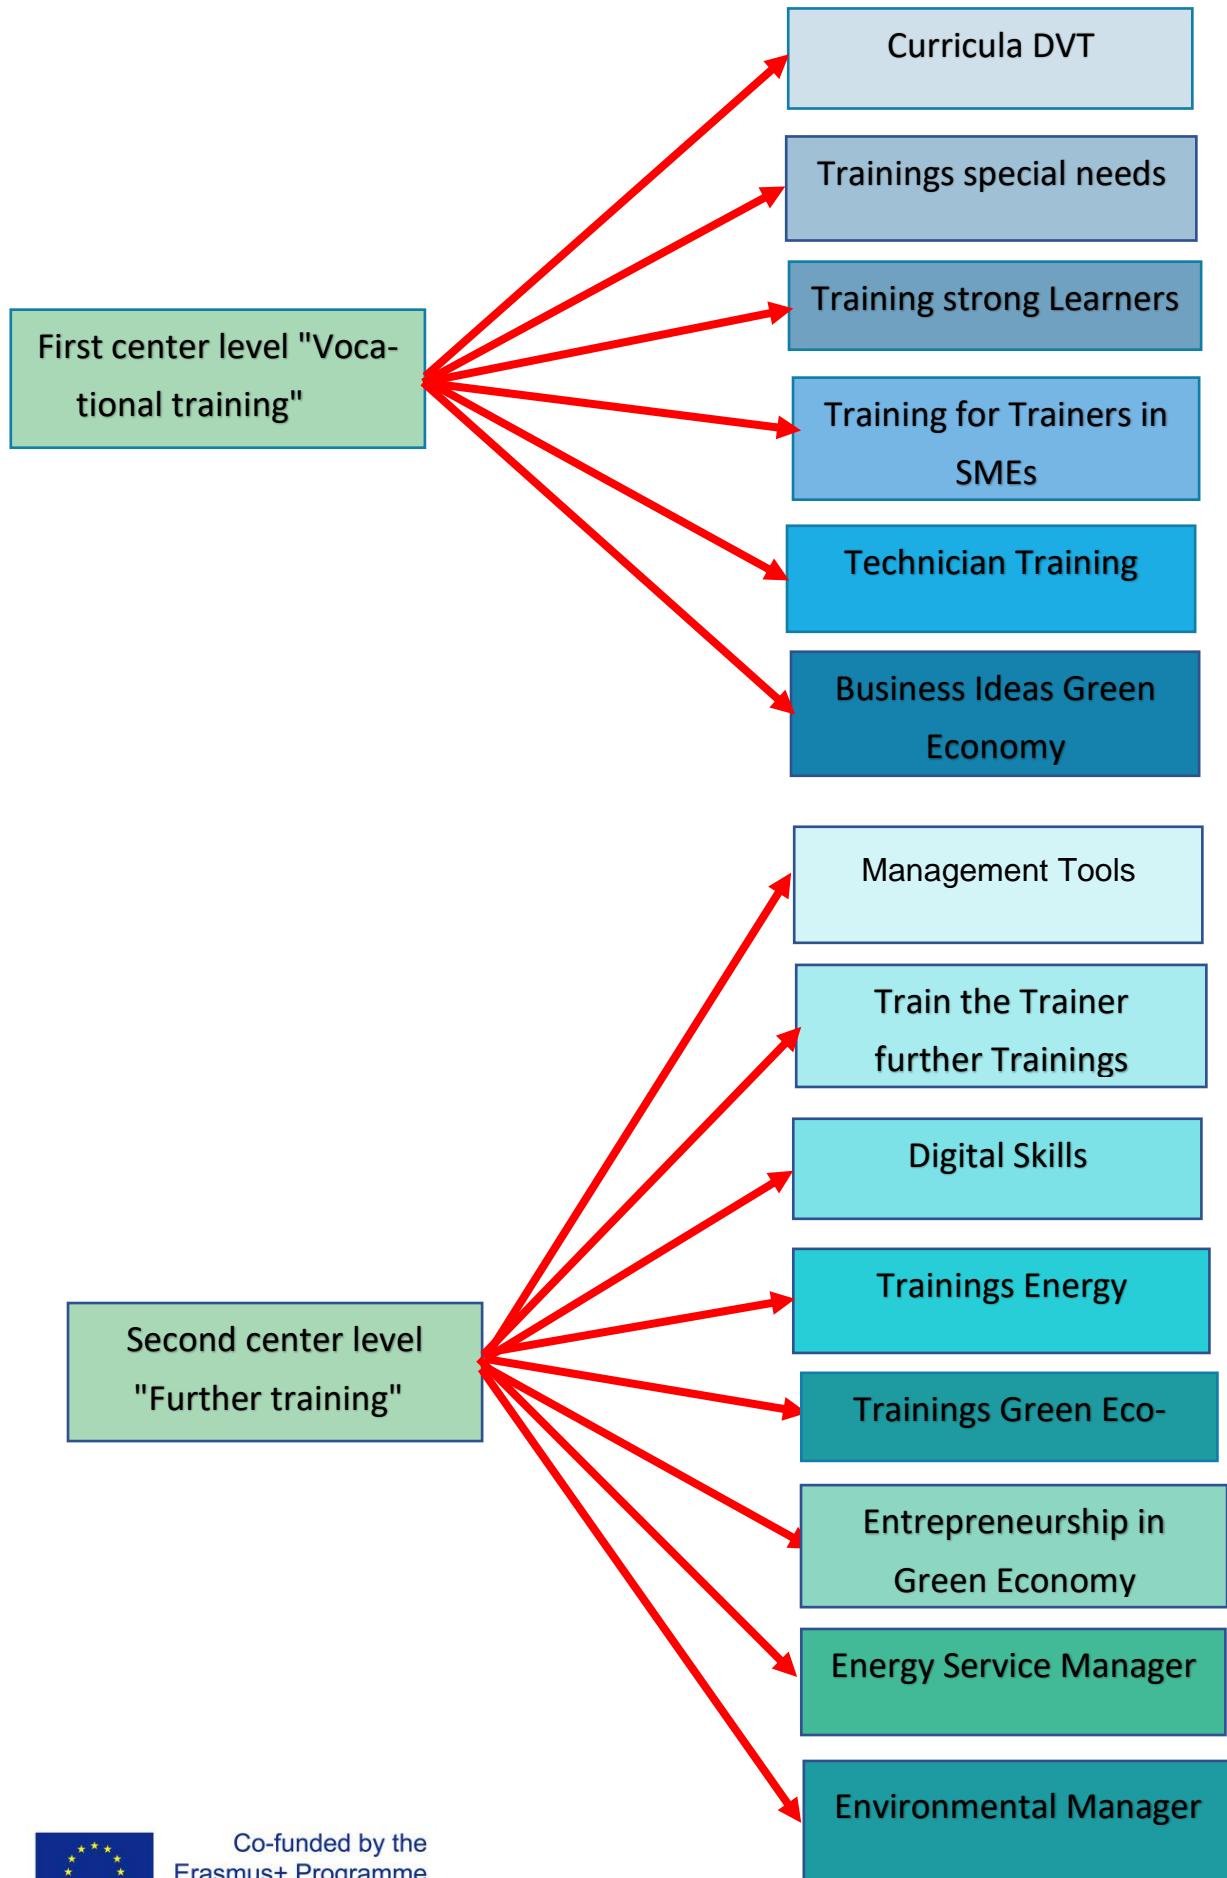 Curricula DVT
Trainings special needs
Training strong Learners
First center level "Voca-
tional training"
Training for Trainers in
SMEs
Technician Training
Business Ideas Green
Economy
Management Tools
Train the Trainer
further Trainings
Digital Skills
Trainings Energy
Second center level
"Further training"
Trainings Green Eco-
Entrepreneurship in
Green Economy
Energy Service Manager
Environmental Manager
Co-funded by the
Erasmus+ Programme